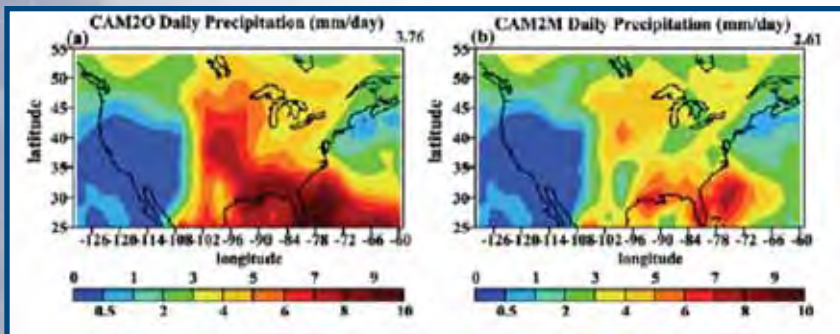 CAM2O Daily Precipitation (mm/day)
(a)
3.76
55
50
45
40
35
30
25
latitude
-126 -120 -114 -108 -102 -96 -90 -84 -78 -72 -66 -60
longitude
0 1 3 5 7 9
0.5 2 4 6 8 10
CAM2M Daily Precipitation (mm/day)
(b)
2.61
55
50
45
40
35
30
25
latitude
-126 -120 -114 -108 -102 -96 -90 -84 -78 -72 -66 -60
longitude
0 1 3 5 7 9
0.5 2 4 6 8 10